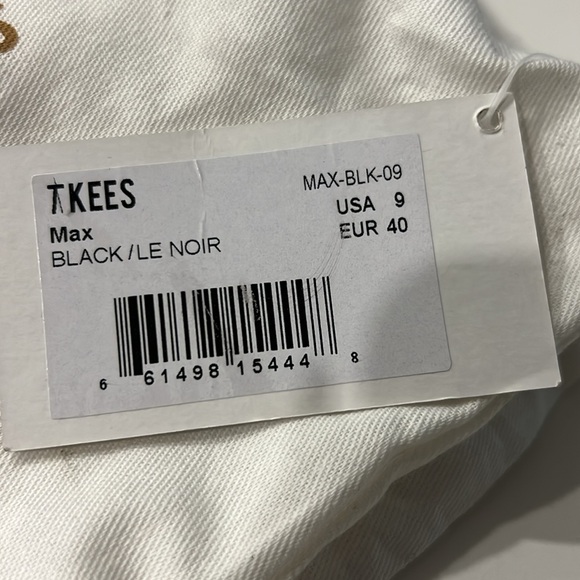 TKEES
MAX-BLK-09
Max
USA 9
BLACK/LE NOIR
EUR 40
6 61498 15444 8